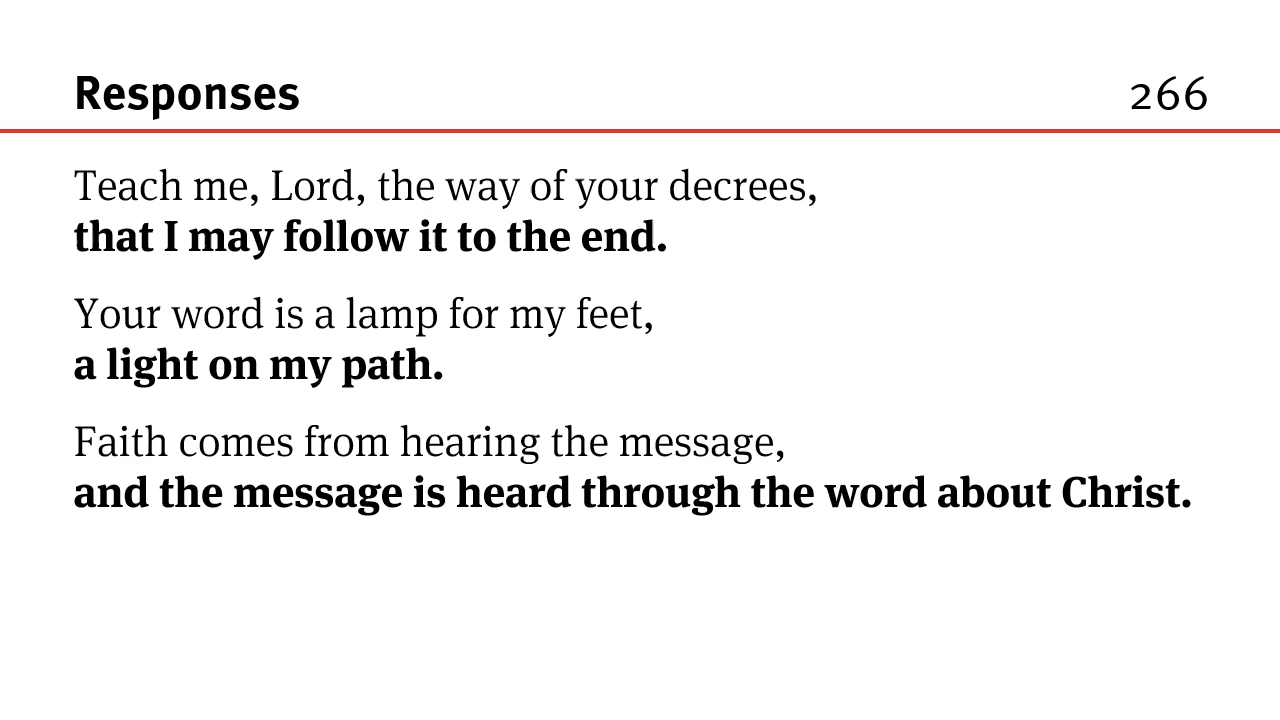 Responses 266
Teach me, Lord, the way of your decrees,
that I may follow it to the end.
Your word is a lamp for my feet,
a light on my path.
Faith comes from hearing the message,
and the message is heard through the word about Christ.